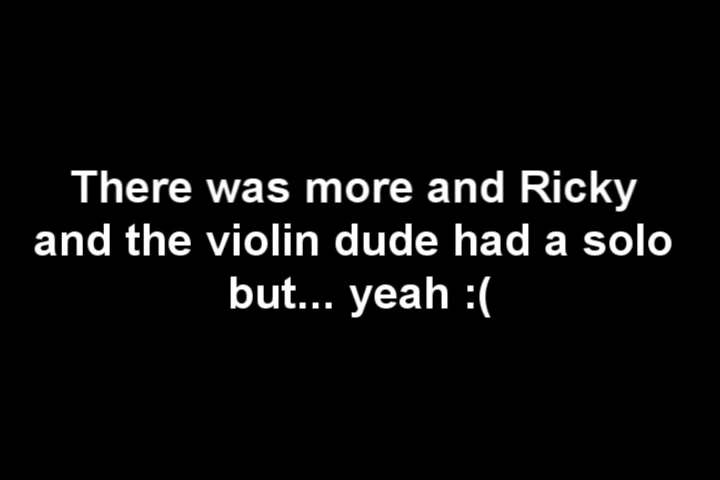 There was more and Ricky
and the violin dude had a solo
but... yeah :(